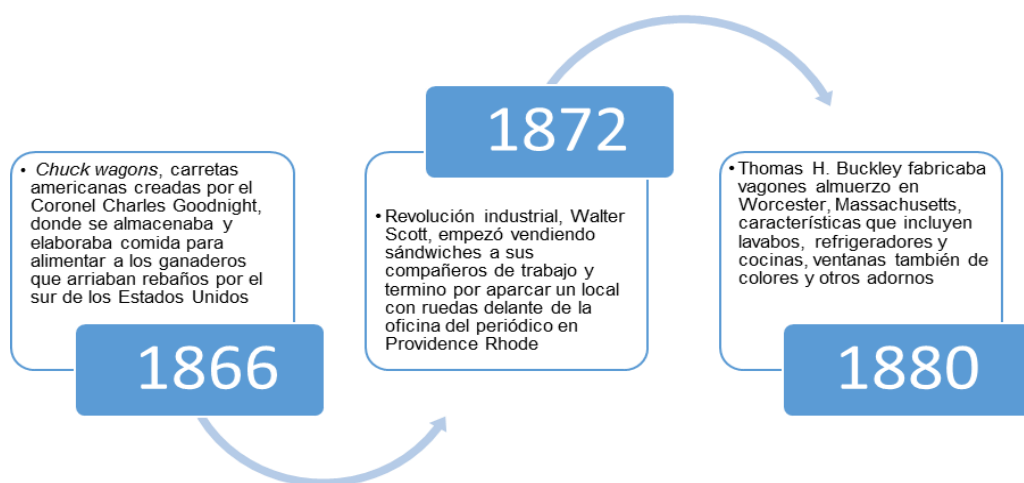 • Chuck wagons, carretas
americanas creadas por el
Coronel Charles Goodnight,
donde se almacenaba y
elaboraba comida para
alimentar a los ganaderos
que arriaban rebaños por el
sur de los Estados Unidos
1866
1872
• Revolución industrial, Walter
Scott, empezó vendiendo
sándwiches a sus
compañeros de trabajo y
termino por aparcar un local
con ruedas delante de la
oficina del periódico en
Providence Rhode
• Thomas H. Buckley fabricaba
vagones almuerzo en
Worcester, Massachusetts,
características que incluyen
lavabos, refrigeradores y
cocinas, ventanas también de
colores y otros adornos
1880